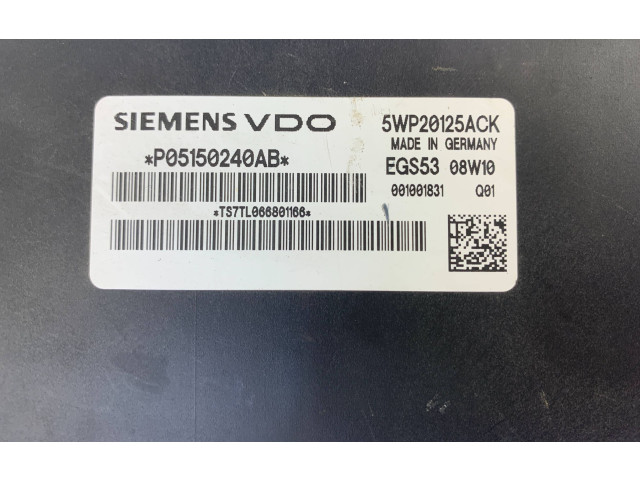 SIEMENS VDO
*P05150240AB*
*TS7TL066801166*
5WP20125ACK
MADE IN GERMANY
EGS53 08W10
001001831 Q01